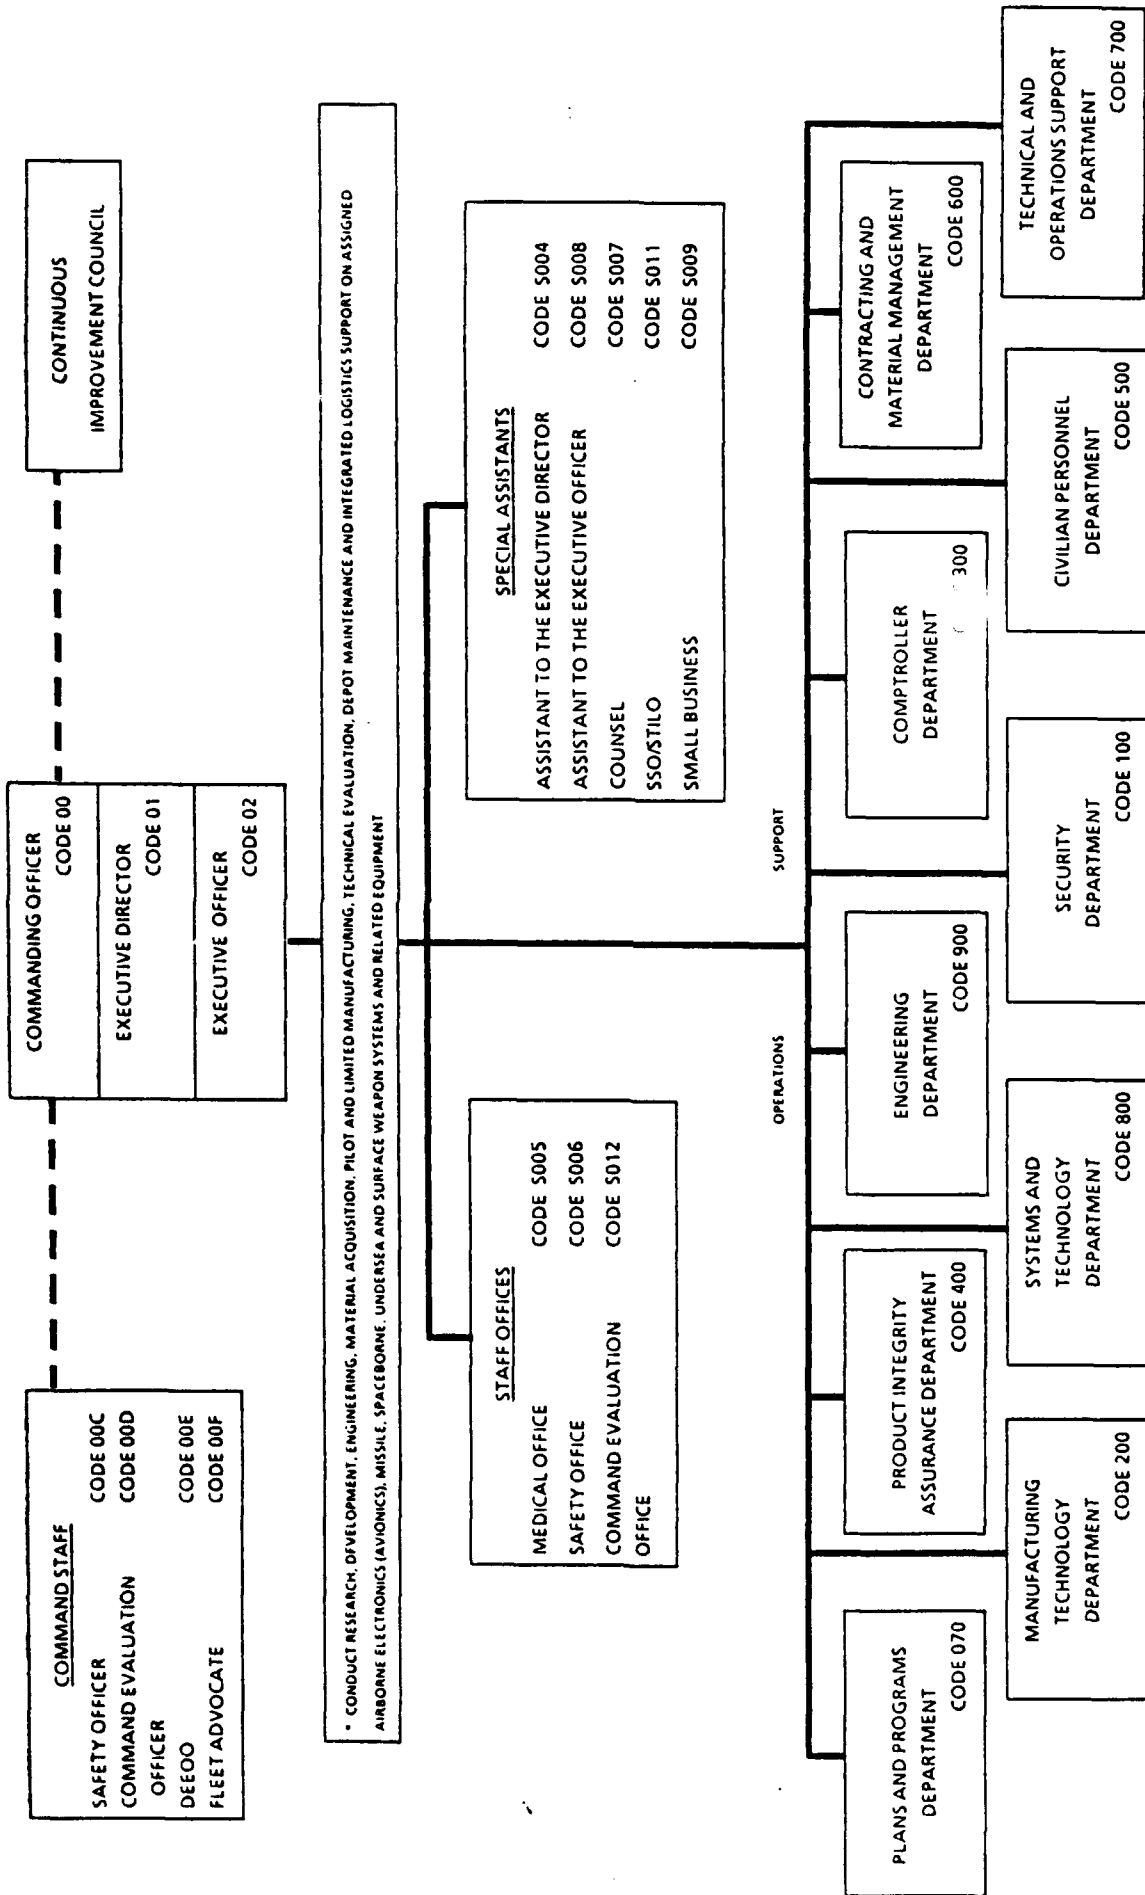 COMMAND STAFF
SAFETY OFFICER CODE 00C
COMMAND EVALUATION CODE 00D
OFFICER
DEEOO CODE 00E
FLEET ADVOCATE CODE 00F
COMMANDING OFFICER
CODE 00
EXECUTIVE DIRECTOR
CODE 01
EXECUTIVE OFFICER
CODE 02
CONTINUOUS
IMPROVEMENT COUNCIL
* CONDUCT RESEARCH, DEVELOPMENT, ENGINEERING, MATERIAL ACQUISITION, PILOT AND LIMITED MANUFACTURING, TECHNICAL EVALUATION, DEPOT MAINTENANCE AND INTEGRATED LOGISTICS SUPPORT ON ASSIGNED
AIRBORNE ELECTRONICS (AVIONICS), MISSILE, SPACEBORNE, UNDERSEA AND SURFACE WEAPON SYSTEMS AND RELATED EQUIPMENT
STAFF OFFICES
MEDICAL OFFICE CODE S005
SAFETY OFFICE CODE S006
COMMAND EVALUATION CODE S012
OFFICE
SPECIAL ASSISTANTS
ASSISTANT TO THE EXECUTIVE DIRECTOR CODE S004
ASSISTANT TO THE EXECUTIVE OFFICER CODE S008
COUNSEL CODE S007
SSO/STILO CODE S011
SMALL BUSINESS CODE S009
OPERATIONS
SUPPORT
PLANS AND PROGRAMS
DEPARTMENT
CODE 070
PRODUCT INTEGRITY
ASSURANCE DEPARTMENT
CODE 400
ENGINEERING
DEPARTMENT
CODE 900
COMPTROLLER
DEPARTMENT
300
CONTRACTING AND
MATERIAL MANAGEMENT
DEPARTMENT
CODE 600
MANUFACTURING
TECHNOLOGY
DEPARTMENT
CODE 200
SYSTEMS AND
TECHNOLOGY
DEPARTMENT
CODE 800
SECURITY
DEPARTMENT
CODE 100
CIVILIAN PERSONNEL
DEPARTMENT
CODE 500
TECHNICAL AND
OPERATIONS SUPPORT
DEPARTMENT
CODE 700